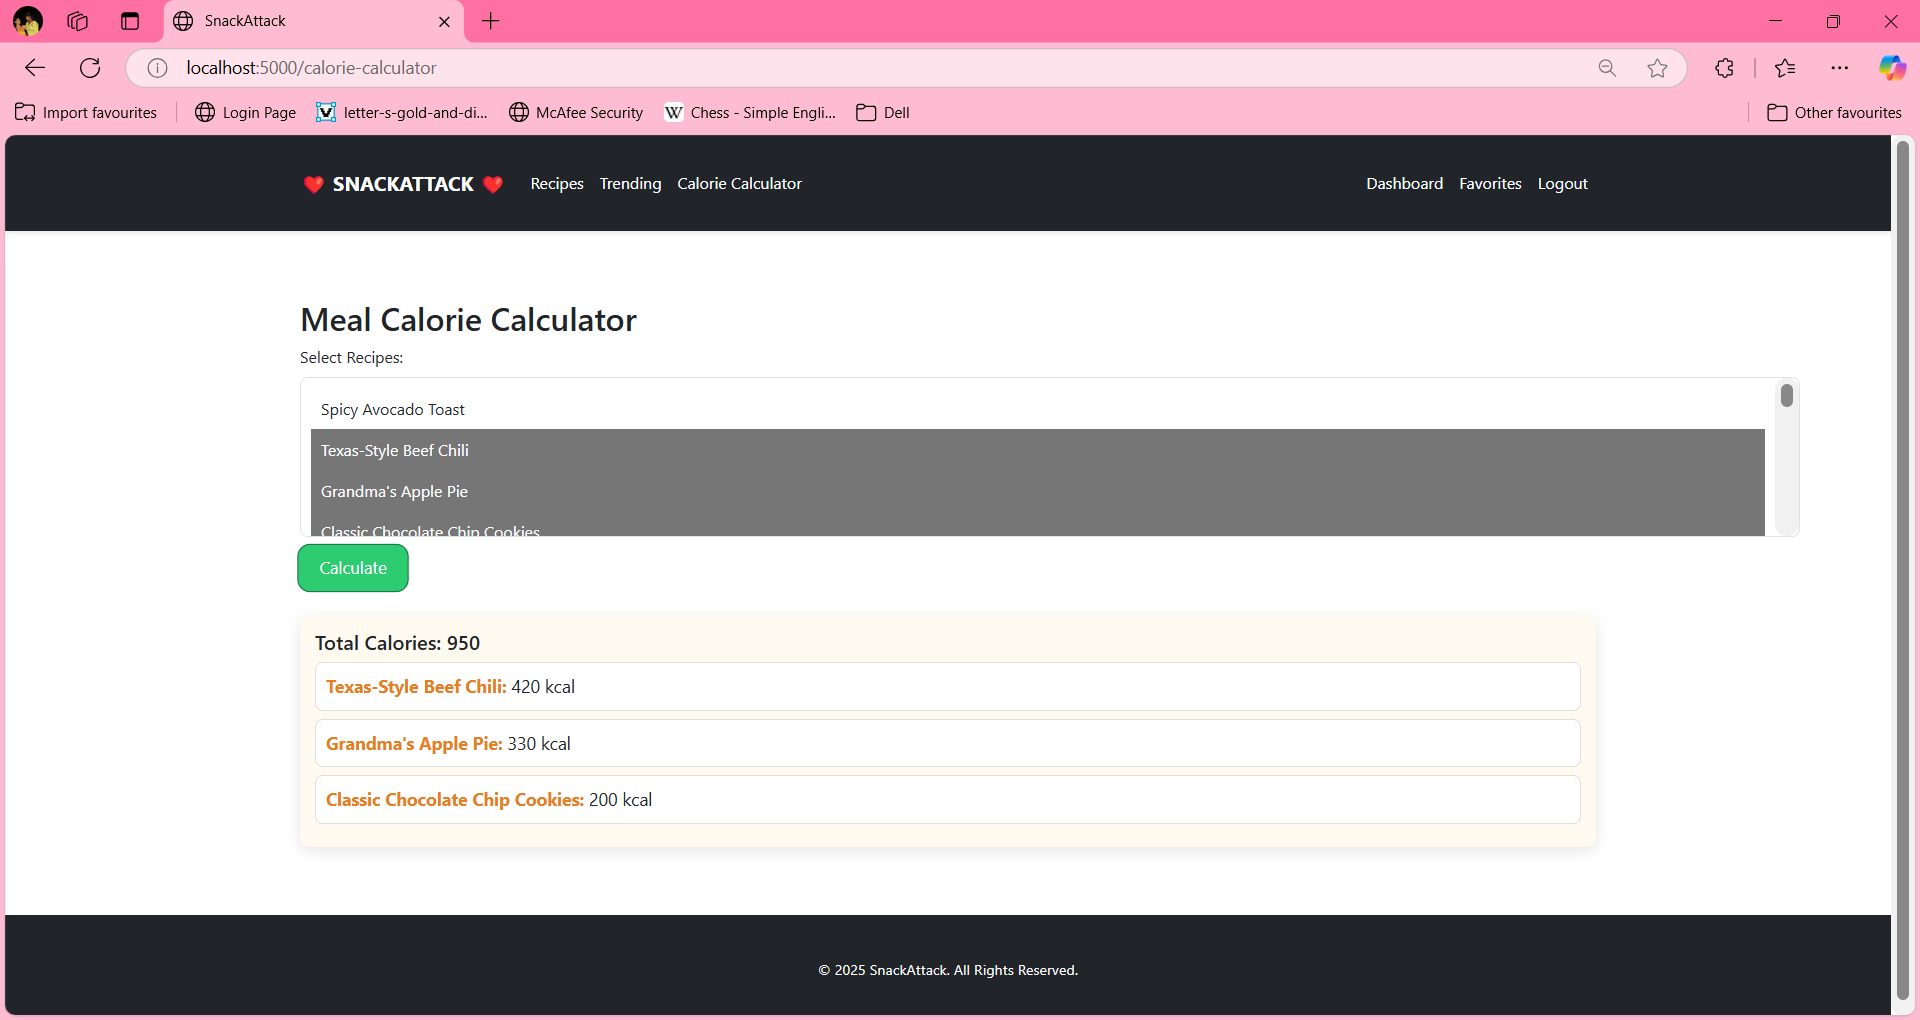 SnackAttack
localhost:5000/calorie-calculator
Import favourites
Login Page
letter-s-gold-and-di...
McAfee Security
W Chess - Simple Engli...
Dell
Other favourites
SNACKATTACK
Recipes Trending Calorie Calculator
Dashboard Favorites Logout
Meal Calorie Calculator
Select Recipes:
Spicy Avocado Toast
Texas-Style Beef Chili
Grandma's Apple Pie
Classic Chocolate Chip Cookies
Calculate
Total Calories: 950
Texas-Style Beef Chili: 420 kcal
Grandma's Apple Pie: 330 kcal
Classic Chocolate Chip Cookies: 200 kcal
© 2025 SnackAttack. All Rights Reserved.